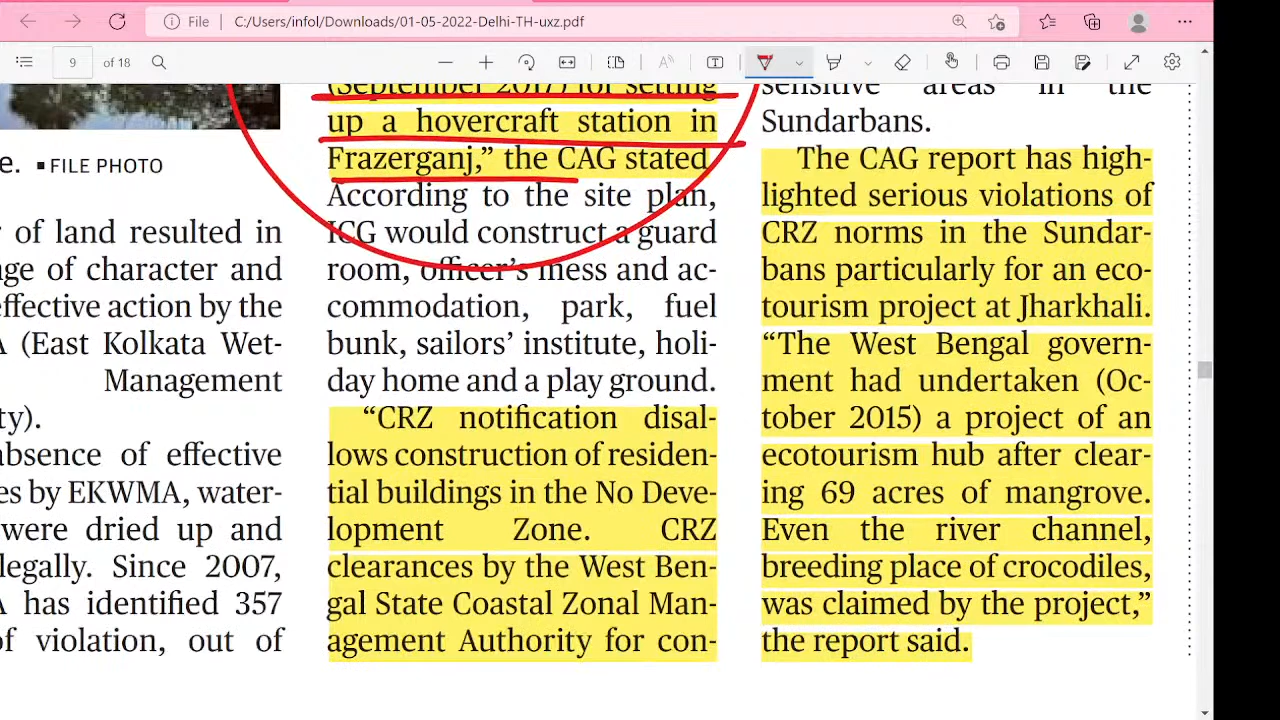 File
C:/Users/infol/Downloads/01-05-2022-Delhi-TH-uxz.pdf
9 of 18
e. ▪ FILE PHOTO
r of land resulted in
nge of character and
effective action by the
A (East Kolkata Wet-
Management
ty).
absence of effective
es by EKWMA, water-
were dried up and
legally. Since 2007,
A has identified 357
of violation, out of
(September 2017) for setting
up a hovercraft station in
Frazerganj,” the CAG stated
According to the site plan,
ICG would construct a guard
room, officer’s mess and ac-
commodation, park, fuel
bunk, sailors’ institute, holi-
day home and a play ground.
“CRZ notification disal-
lows construction of residen-
tial buildings in the No Deve-
lopment Zone. CRZ
clearances by the West Ben-
gal State Coastal Zonal Man-
agement Authority for con-
sensitive areas in the
Sundarbans.
The CAG report has high-
lighted serious violations of
CRZ norms in the Sundar-
bans particularly for an eco-
tourism project at Jharkhali.
“The West Bengal govern-
ment had undertaken (Oc-
tober 2015) a project of an
ecotourism hub after clear-
ing 69 acres of mangrove.
Even the river channel,
breeding place of crocodiles,
was claimed by the project,”
the report said.